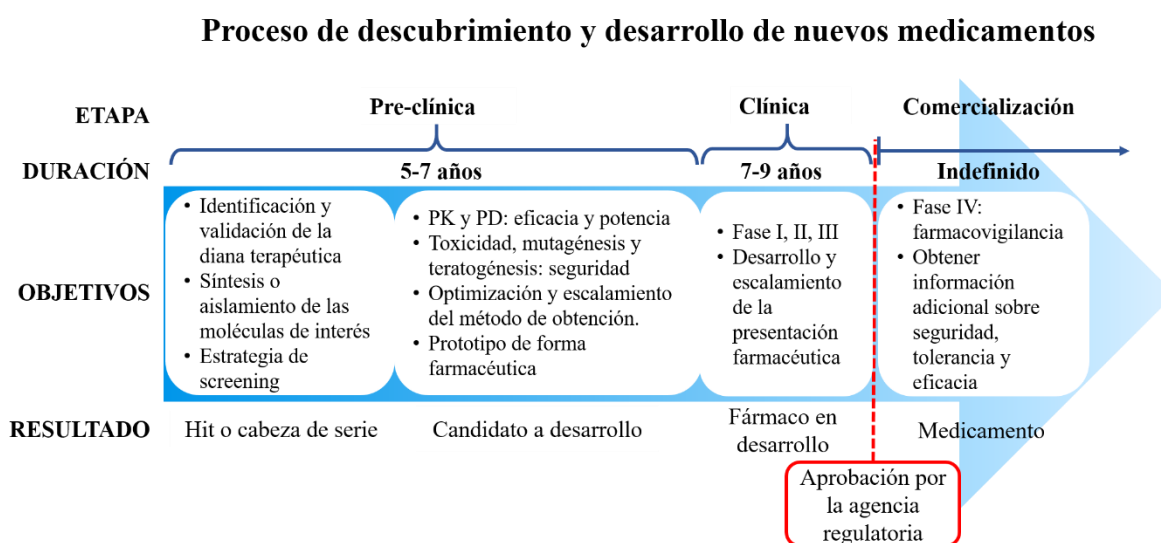 Proceso de descubrimiento y desarrollo de nuevos medicamentos
ETAPA
Pre-clínica
Clínica
Comercialización
DURACIÓN
5-7 años
7-9 años
Indefinido
OBJETIVOS
• Identificación y
validación de la
diana terapéutica
• Síntesis o
aislamiento de las
moléculas de interés
• Estrategia de
screening
• PK y PD: eficacia y potencia
• Toxicidad, mutagénesis y
teratogénesis: seguridad
• Optimización y escalamiento
del método de obtención.
• Prototipo de forma
farmacéutica
• Fase I, II, III
• Desarrollo y
escalamiento
de la
presentación
farmacéutica
• Fase IV:
farmacovigilancia
• Obtener
información
adicional sobre
seguridad,
tolerancia y
eficacia
RESULTADO
Hit o cabeza de serie
Candidato a desarrollo
Fármaco en
desarrollo
Medicamento
Aprobación por
la agencia
regulatoria